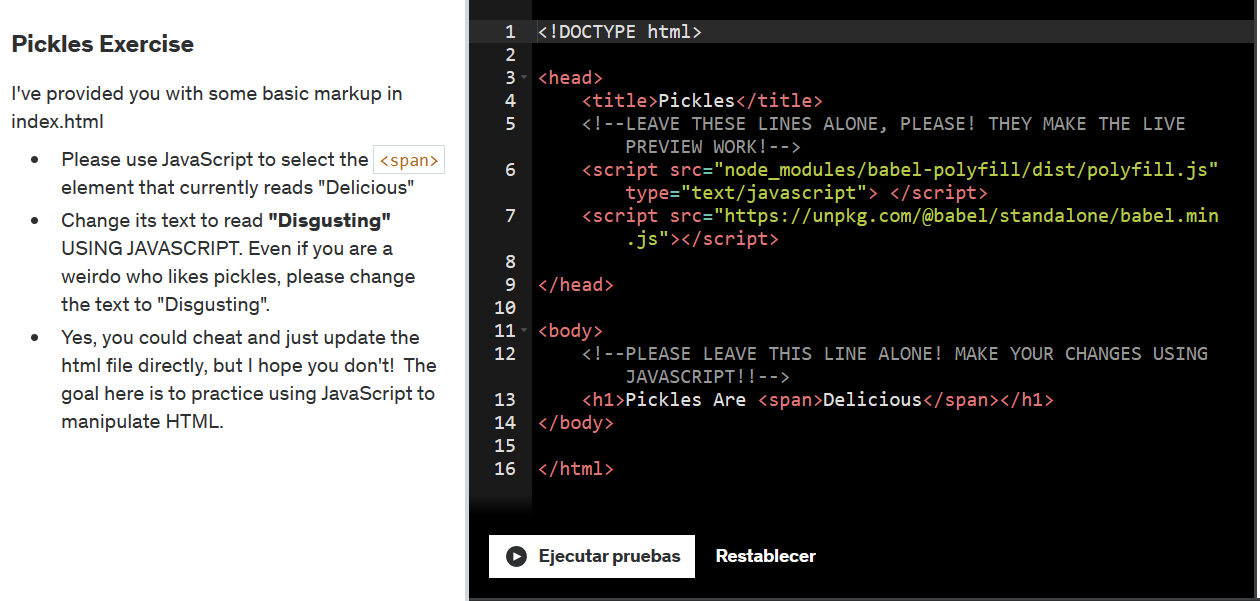 Pickles Exercise
I've provided you with some basic markup in
index.html
• Please use JavaScript to select the <span>
element that currently reads "Delicious"
• Change its text to read "Disgusting"
USING JAVASCRIPT. Even if you are a
weirdo who likes pickles, please change
the text to "Disgusting".
• Yes, you could cheat and just update the
html file directly, but I hope you don't!  The
goal here is to practice using JavaScript to
manipulate HTML.
1 <!DOCTYPE html>
2
3 <head>
4     <title>Pickles</title>
5     <!--LEAVE THESE LINES ALONE, PLEASE! THEY MAKE THE LIVE
PREVIEW WORK!-->
6     <script src="node_modules/babel-polyfill/dist/polyfill.js"
type="text/javascript"> </script>
7     <script src="https://unpkg.com/@babel/standalone/babel.min
.js"></script>
8
9 </head>
10
11 <body>
12     <!--PLEASE LEAVE THIS LINE ALONE! MAKE YOUR CHANGES USING
JAVASCRIPT!!-->
13     <h1>Pickles Are <span>Delicious</span></h1>
14 </body>
15
16 </html>
Ejecutar pruebas Restablecer